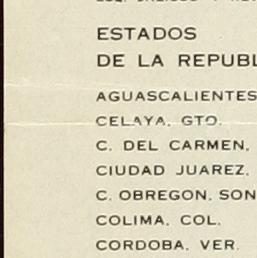 ESTADOS
DE LA REPUBL
AGUASCALIENTES
CELAYA, GTO.
C. DEL CARMEN,
CIUDAD JUAREZ,
C. OBREGON, SON
COLIMA, COL.
CORDOBA, VER.